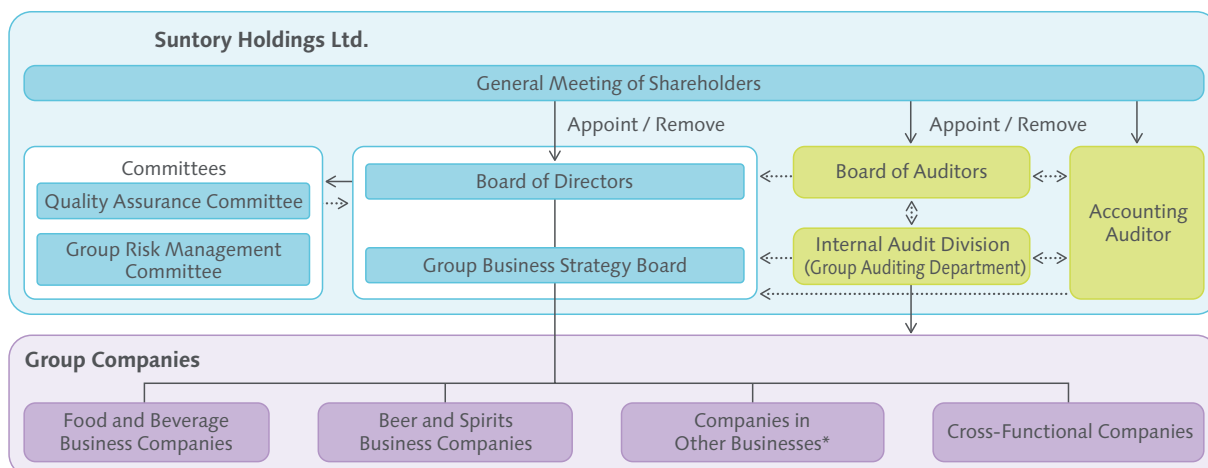 Suntory Holdings Ltd.
General Meeting of Shareholders
Appoint / Remove
Appoint / Remove
Committees
Quality Assurance Committee
Group Risk Management
Committee
Board of Directors
Group Business Strategy Board
Board of Auditors
Internal Audit Division
(Group Auditing Department)
Accounting
Auditor
Group Companies
Food and Beverage
Business Companies
Beer and Spirits
Business Companies
Companies in
Other Businesses*
Cross-Functional Companies